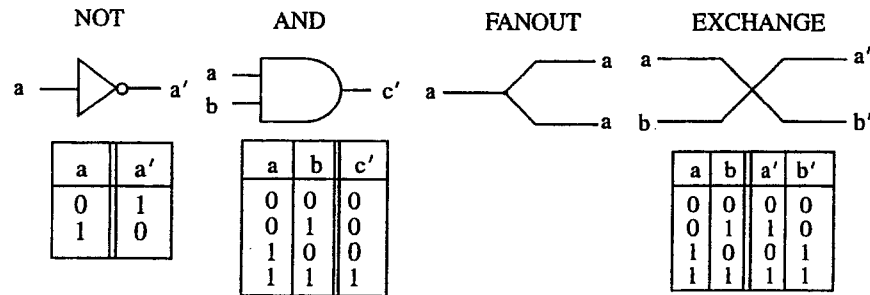 NOT AND FANOUT EXCHANGE
a a′
a b c′
a a a
a b a′ b′
a a′
0 1
1 0
a b c′
0 0 0
0 1 0
1 0 0
1 1 1
a b a′ b′
0 0 0 0
0 1 1 0
1 0 0 1
1 1 1 1